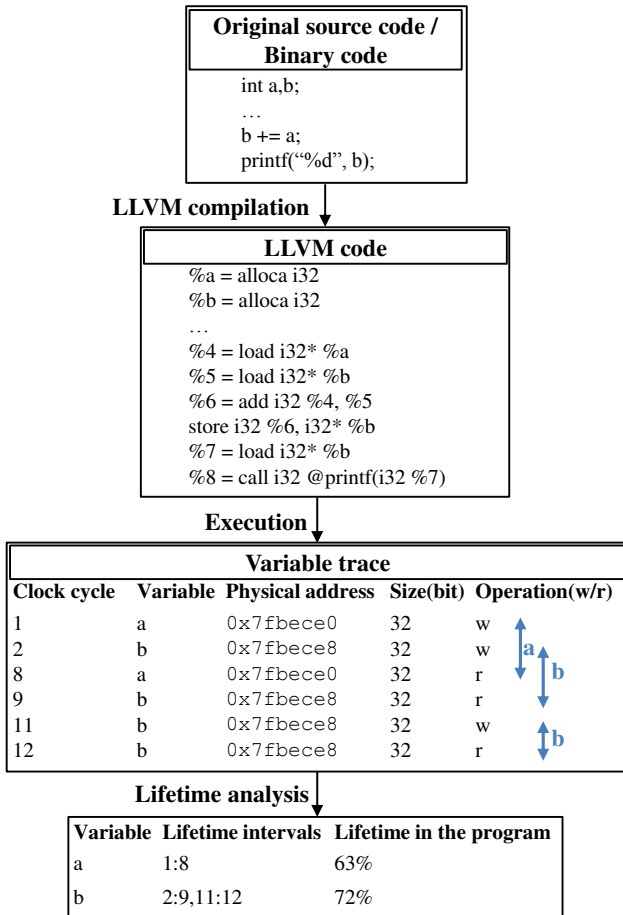 Original source code /
Binary code
int a,b;
…
b += a;
printf(“%d”, b);
LLVM compilation
LLVM code
%a = alloca i32
%b = alloca i32
…
%4 = load i32* %a
%5 = load i32* %b
%6 = add i32 %4, %5
store i32 %6, i32* %b
%7 = load i32* %b
%8 = call i32 @printf(i32 %7)
Execution
Variable trace
Clock cycle Variable Physical address Size(bit) Operation(w/r)
1 a 0x7fbece0 32 w
2 b 0x7fbece8 32 w
a
8 a 0x7fbece0 32 r
b
9 b 0x7fbece8 32 r
11 b 0x7fbece8 32 w
b
12 b 0x7fbece8 32 r
Lifetime analysis
Variable Lifetime intervals Lifetime in the program
a 1:8 63%
b 2:9,11:12 72%